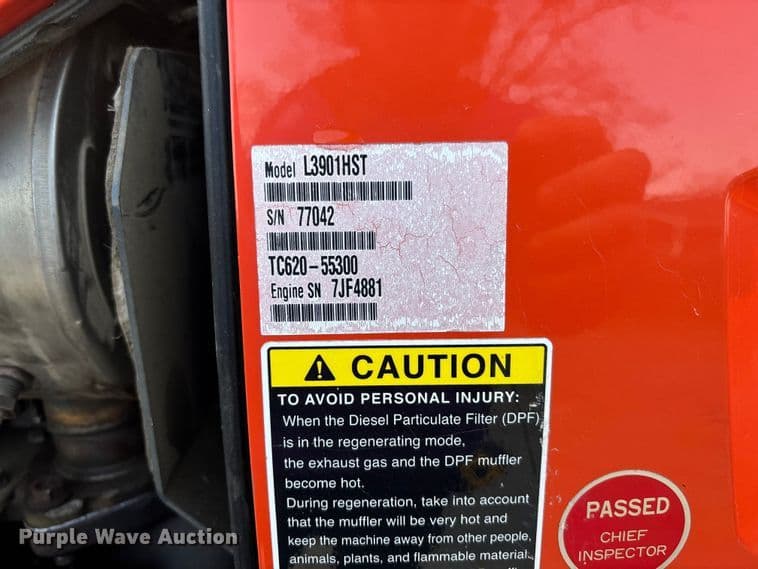 Model L3901HST
S/N 77042
TC620-55300
Engine SN 7JF4881
CAUTION
TO AVOID PERSONAL INJURY:
When the Diesel Particulate Filter (DPF)
is in the regenerating mode,
the exhaust gas and the DPF muffler
become hot.
During regeneration, take into account
that the muffler will be very hot and
keep the machine away from other people,
animals, plants, and flammable material
PASSED
CHIEF
INSPECTOR
Purple Wave Auction